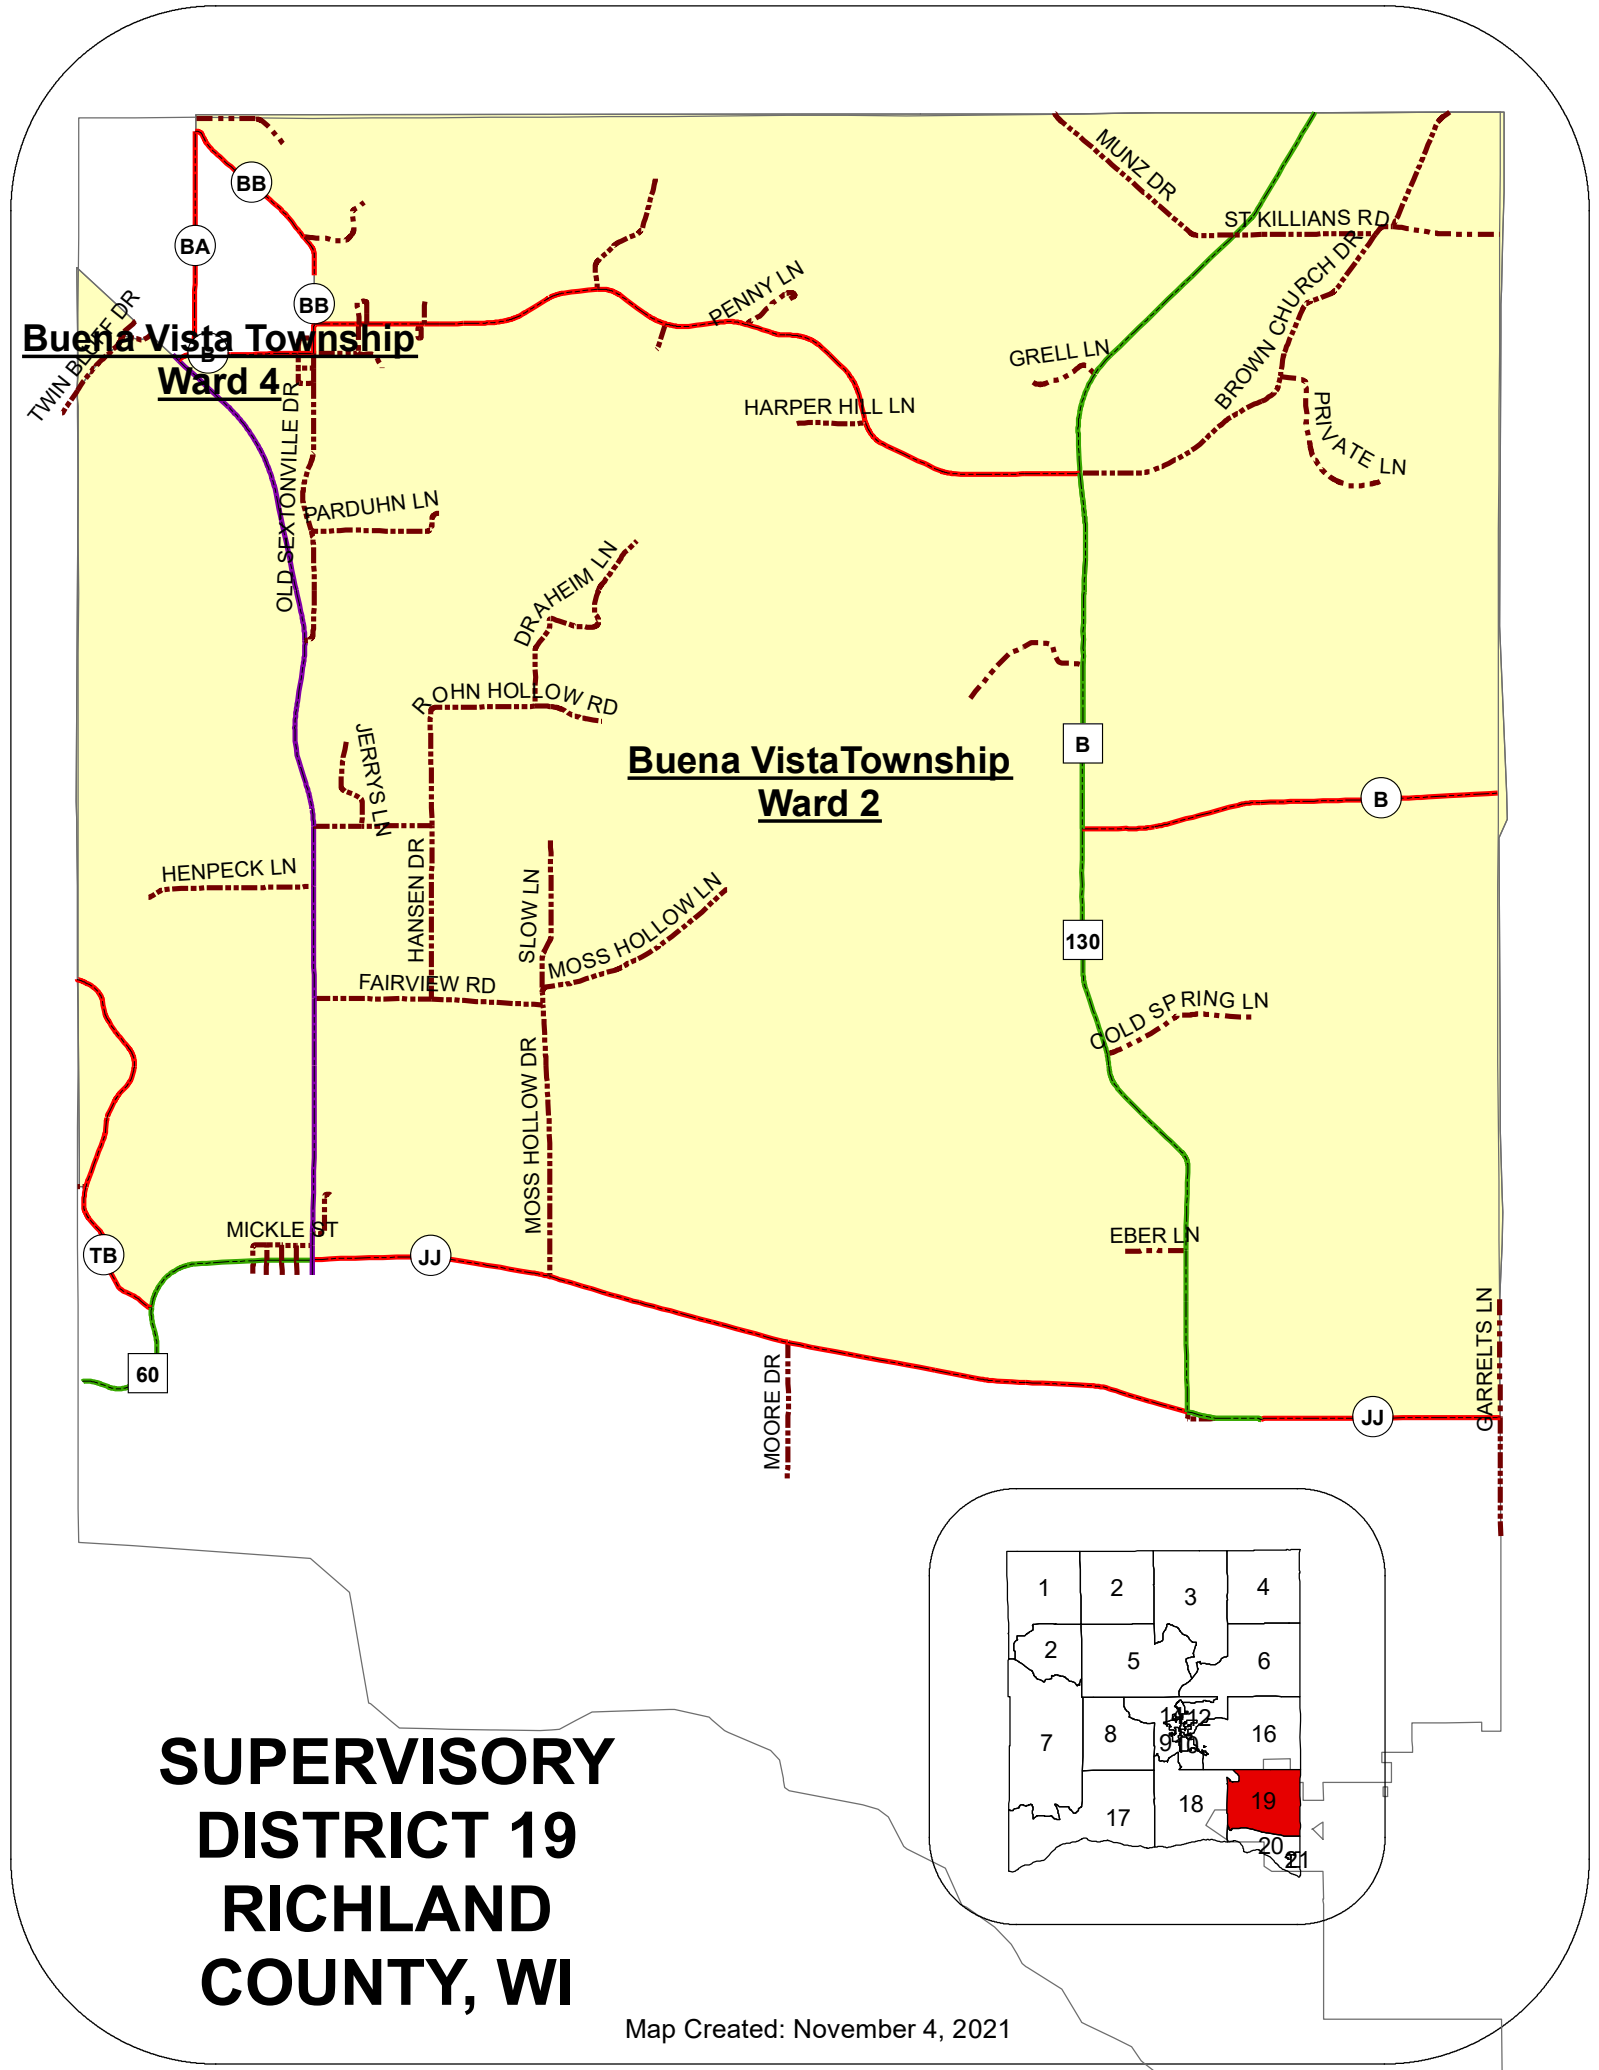 MUNZ DR
BB
ST KILLIANS RD
BA
BROWN CHURCH DR
PENNY LN
BB
TWIN BLUFF DR
Buena Vista Township
Ward 4
B
GRELL LN
HARPER HILL LN
PRIVATE LN
OLD SEXTONVILLE DR
PARDUHN LN
DRAHEIM LN
ROHN HOLLOW RD
JERRYS LN
Buena VistaTownship
Ward 2
B
B
HENPECK LN
HANSEN DR
SLOW LN
MOSS HOLLOW LN
130
FAIRVIEW RD
COLD SPRING LN
MOSS HOLLOW DR
MICKLE ST
EBER LN
TB
JJ
GARRELTS LN
60
MOORE DR
JJ
1
2
3
4
2
5
6
7
8
12
9
16
17
18
19
20
21
SUPERVISORY
DISTRICT 19
RICHLAND
COUNTY, WI
Map Created: November 4, 2021